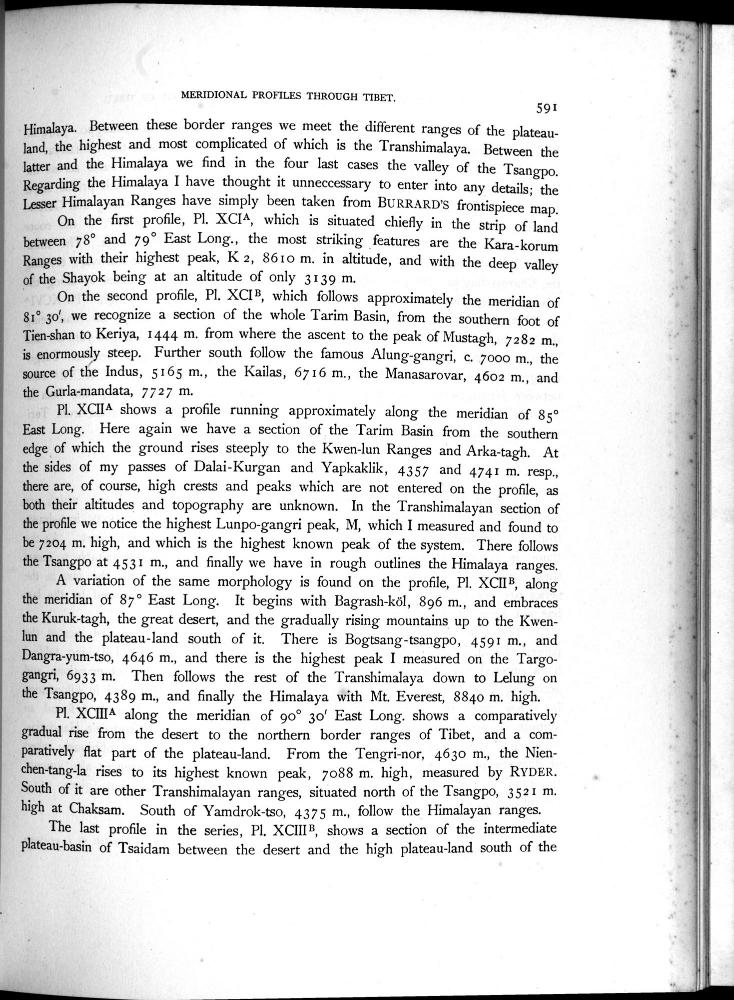 MERIDIONAL PROFILES THROUGH TIBET.
591
Himalaya. Between these border ranges we meet the different ranges of the plateau-
land, the highest and most complicated of which is the Transhimalaya. Between the
latter and the Himalaya we find in the four last cases the valley of the Tsangpo.
Regarding the Himalaya I have thought it unneccessary to enter into any details; the
Lesser Himalayan Ranges have simply been taken from BURRARD'S frontispiece map.
On the first profile, Pl. XCIᴬ, which is situated chiefly in the strip of land
between 78° and 79° East Long., the most striking features are the Kara-korum
Ranges with their highest peak, K 2, 8610 m. in altitude, and with the deep valley
of the Shayok being at an altitude of only 3139 m.
On the second profile, Pl. XCIᴮ, which follows approximately the meridian of
81° 30', we recognize a section of the whole Tarim Basin, from the southern foot of
Tien-shan to Keriya, 1444 m. from where the ascent to the peak of Mustagh, 7282 m.,
is enormously steep. Further south follow the famous Alung-gangri, c. 7000 m., the
source of the Indus, 5165 m., the Kailas, 6716 m., the Manasarovar, 4602 m., and
the Gurla-mandata, 7727 m.
Pl. XCIIᴬ shows a profile running approximately along the meridian of 85°
East Long. Here again we have a section of the Tarim Basin from the southern
edge of which the ground rises steeply to the Kwen-lun Ranges and Arka-tagh. At
the sides of my passes of Dalai-Kurgan and Yapkaklik, 4357 and 4741 m. resp.,
there are, of course, high crests and peaks which are not entered on the profile, as
both their altitudes and topography are unknown. In the Transhimalayan section of
the profile we notice the highest Lunpo-gangri peak, M, which I measured and found to
be 7204 m. high, and which is the highest known peak of the system. There follows
the Tsangpo at 4531 m., and finally we have in rough outlines the Himalaya ranges.
A variation of the same morphology is found on the profile, Pl. XCIIᴮ, along
the meridian of 87° East Long. It begins with Bagrash-köl, 896 m., and embraces
the Kuruk-tagh, the great desert, and the gradually rising mountains up to the Kwen-
lun and the plateau-land south of it. There is Bogtsang-tsangpo, 4591 m., and
Dangra-yum-tso, 4646 m., and there is the highest peak I measured on the Targo-
gangri, 6933 m. Then follows the rest of the Transhimalaya down to Lelung on
the Tsangpo, 4389 m., and finally the Himalaya with Mt. Everest, 8840 m. high.
Pl. XCIIIᴬ along the meridian of 90° 30' East Long. shows a comparatively
gradual rise from the desert to the northern border ranges of Tibet, and a com-
paratively flat part of the plateau-land. From the Tengri-nor, 4630 m., the Nien-
chen-tang-la rises to its highest known peak, 7088 m. high, measured by RYDER.
South of it are other Transhimalayan ranges, situated north of the Tsangpo, 3521 m.
high at Chaksam. South of Yamdrok-tso, 4375 m., follow the Himalayan ranges.
The last profile in the series, Pl. XCIIIᴮ, shows a section of the intermediate
plateau-basin of Tsaidam between the desert and the high plateau-land south of the